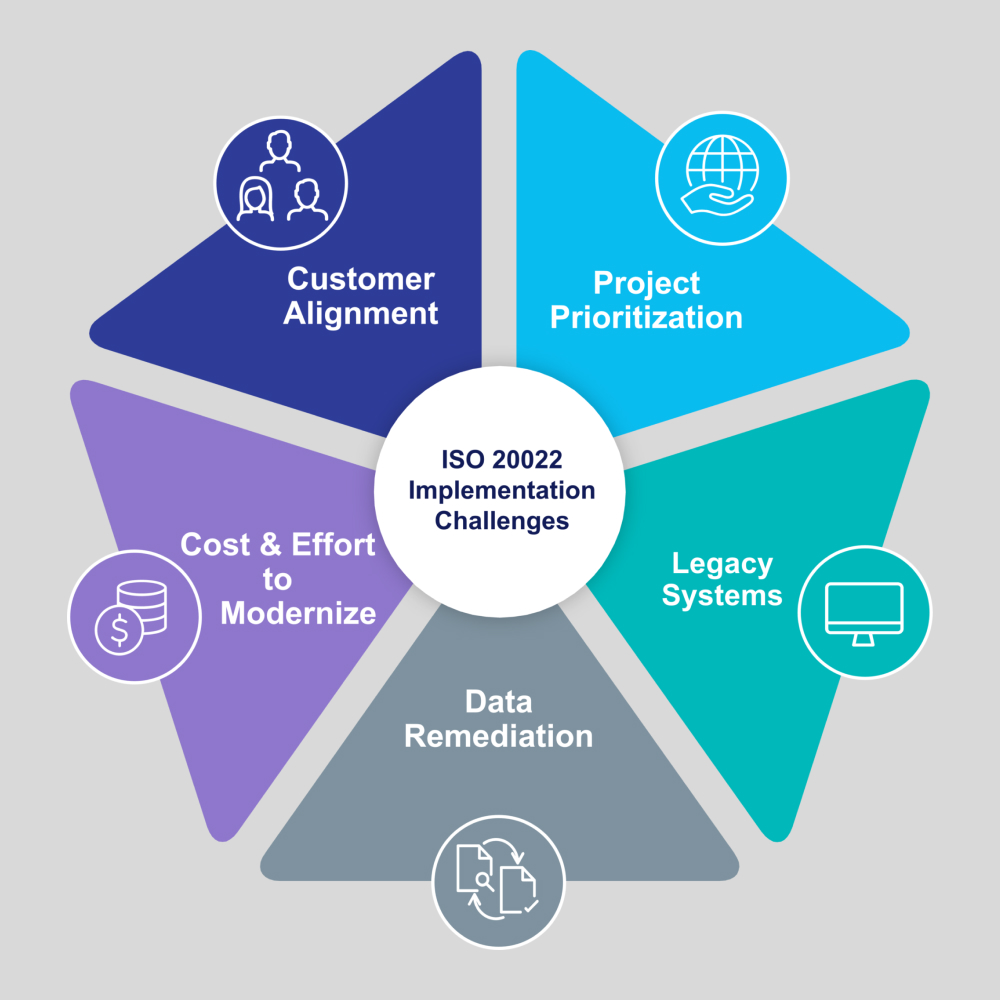 Customer
Alignment
Project
Prioritization
ISO 20022
Implementation
Challenges
Cost & Effort
to
Modernize
Legacy
Systems
Data
Remediation
$